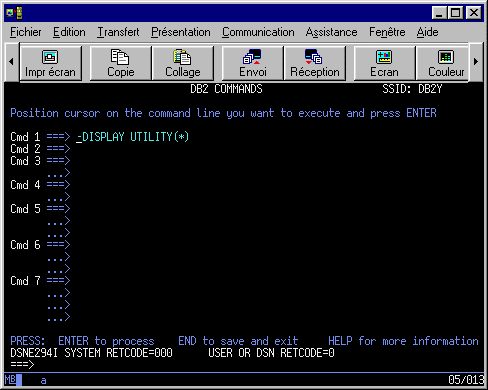 Fichier Edition Transfert Présentation Communication Assistance Fenêtre Aide
Impr écran Copie Collage Envoi Réception Ecran Couleur
DB2 COMMANDS SSID: DB2Y
Position cursor on the command line you want to execute and press ENTER
Cmd 1 ===> -DISPLAY UTILITY(*)
Cmd 2 ===>
Cmd 3 ===>
...>
Cmd 4 ===>
...>
Cmd 5 ===>
...>
...>
Cmd 6 ===>
...>
...>
Cmd 7 ===>
...>
...>
...>
PRESS: ENTER to process END to save and exit HELP for more information
DSNE294I SYSTEM RETCODE=000 USER OR DSN RETCODE=0
===>
MB a 05/013